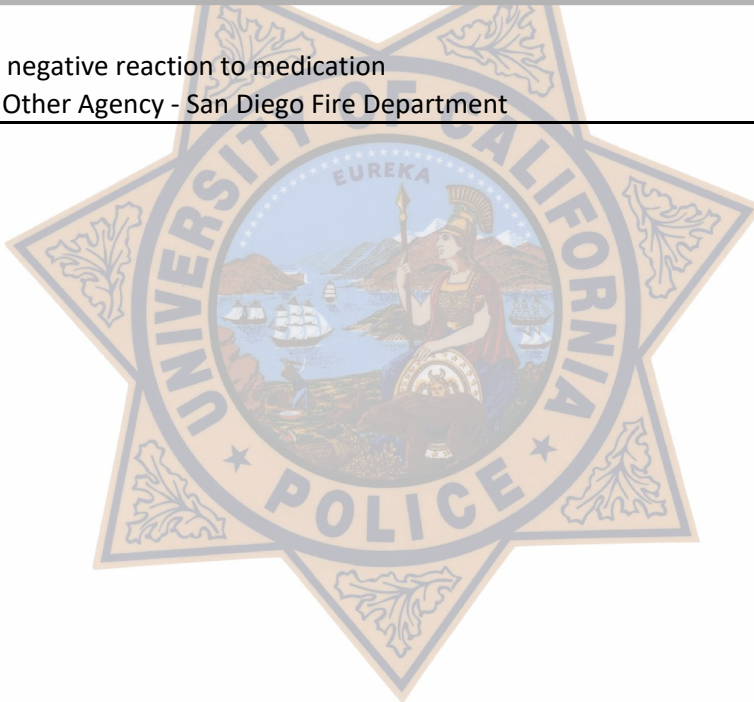 negative reaction to medication
Other Agency - San Diego Fire Department
EUREKA
UNIVERSITY OF CALIFORNIA
POLICE